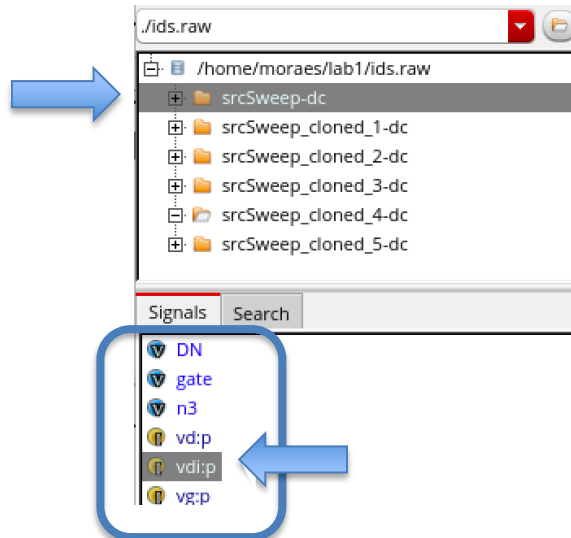 ./ids.raw
/home/moraes/lab1/ids.raw
srcSweep-dc
srcSweep_cloned_1-dc
srcSweep_cloned_2-dc
srcSweep_cloned_3-dc
srcSweep_cloned_4-dc
srcSweep_cloned_5-dc
Signals Search
DN
gate
n3
vd:p
vdi:p
vg:p